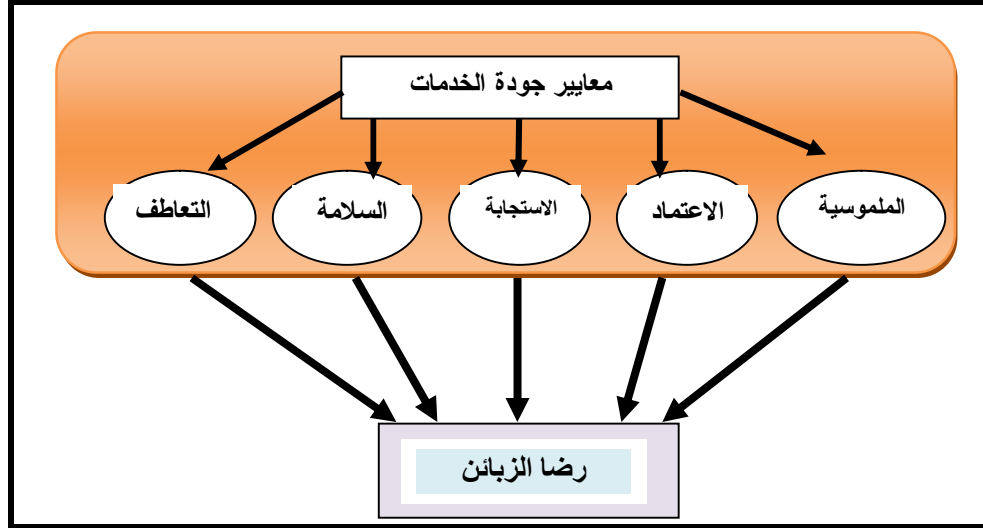 معايير جودة الخدمات
الملموسية
الاعتماد
الاستجابة
السلامة
التعاطف
رضا الزبائن